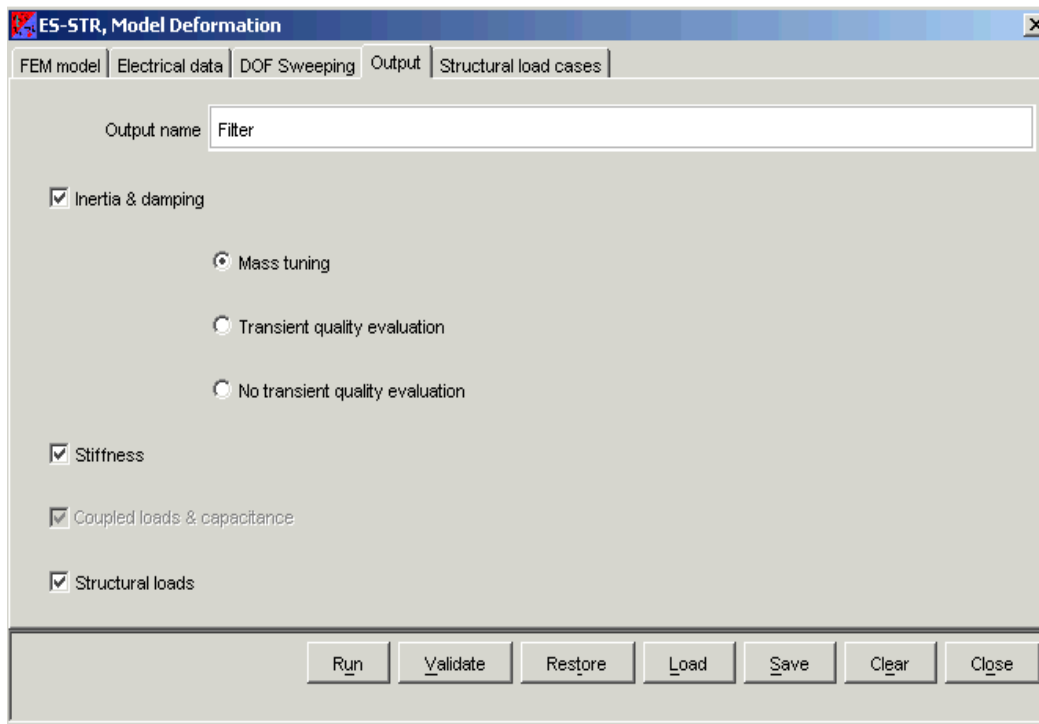 ES-STR, Model Deformation
FEM model Electrical data DOF Sweeping Output Structural load cases
Output name Filter
Inertia & damping
Mass tuning
Transient quality evaluation
No transient quality evaluation
Stiffness
Coupled loads & capacitance
Structural loads
Run Validate Restore Load Save Clear Close